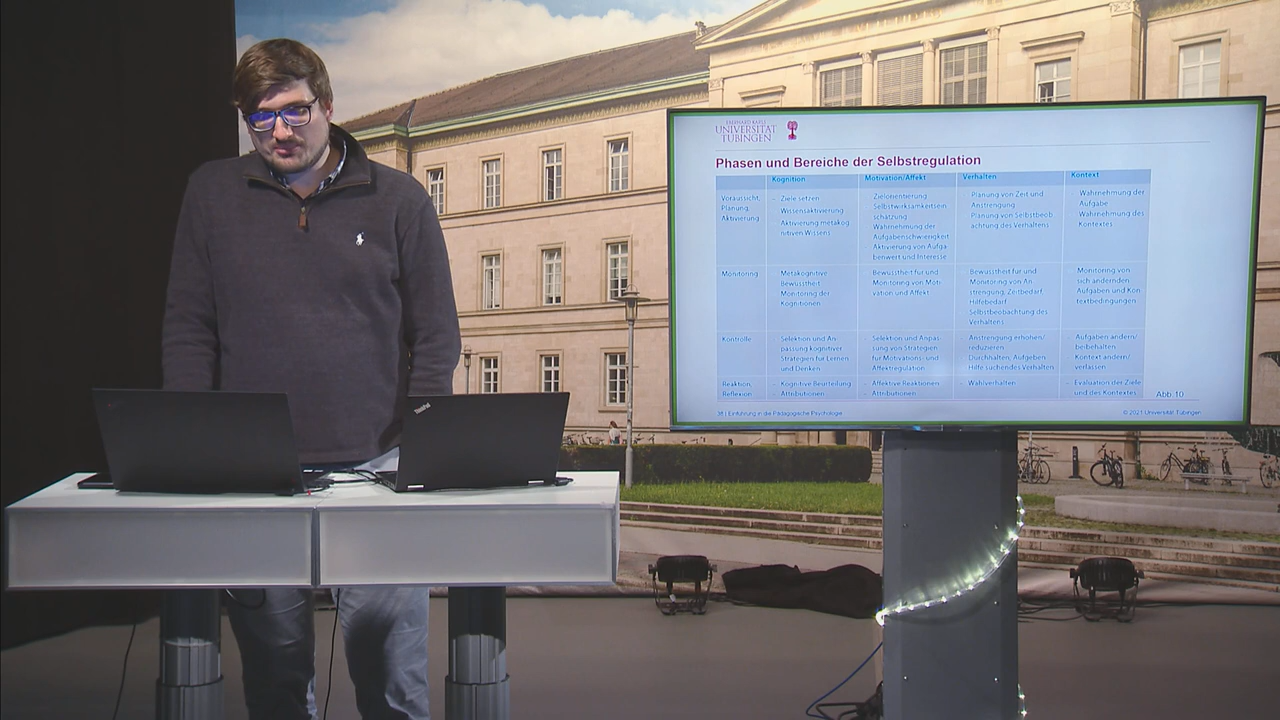 EBERHARD KARLS
UNIVERSITÄT
TÜBINGEN
Phasen und Bereiche der Selbstregulation
Kognition
Motivation/Affekt
Verhalten
Kontext
Voraussicht,
Planung,
Aktivierung
- Ziele setzen
Wissensaktivierung
Aktivierung metakog
nitiven Wissens
Zielorientierung
Selbstwirksamkeitsein
schätzung
Wahrnehmung der
Aufgabenschwierigkeit
Aktivierung von Aufga
benwert und Interesse
- Planung von Zeit und
Anstrengung
Planung von Selbstbeob
achtung des Verhaltens
- Wahrnehmung der
Aufgabe
Wahrnehmung des
Kontextes
Monitoring
Metakognitive
Bewusstheit
Monitoring der
Kognitionen
Bewusstheit für und
Monitoring von Moti
vation und Affekt
Bewusstheit für und
Monitoring von An
strengung, Zeitbedarf
Hilfebedarf
Selbstbeobachtung des
Verhaltens
Monitoring von
sich ändernden
Aufgaben und Kon
textbedingungen
Kontrolle
- Selektion und An
passung kognitiver
Strategien für Lernen
und Denken
- Selektion und Anpas
sung von Strategien
für Motivations- und
Affektregulation
- Anstrengung erhöhen/
reduzieren
Durchhalten, Aufgeben
Hilfe suchendes Verhalten
Aufgaben ändern/
beibehalten
Kontext ändern/
verlassen
Reaktion,
Reflexion
- Kognitive Beurteilung
- Attributionen
- Affektive Reaktionen
- Attributionen
- Wahlverhalten
- Evaluation der Ziele
und des Kontextes
Abb.10
38 | Einführung in die Pädagogische Psychologie
© 2021 Universität Tübingen
ThinkPad